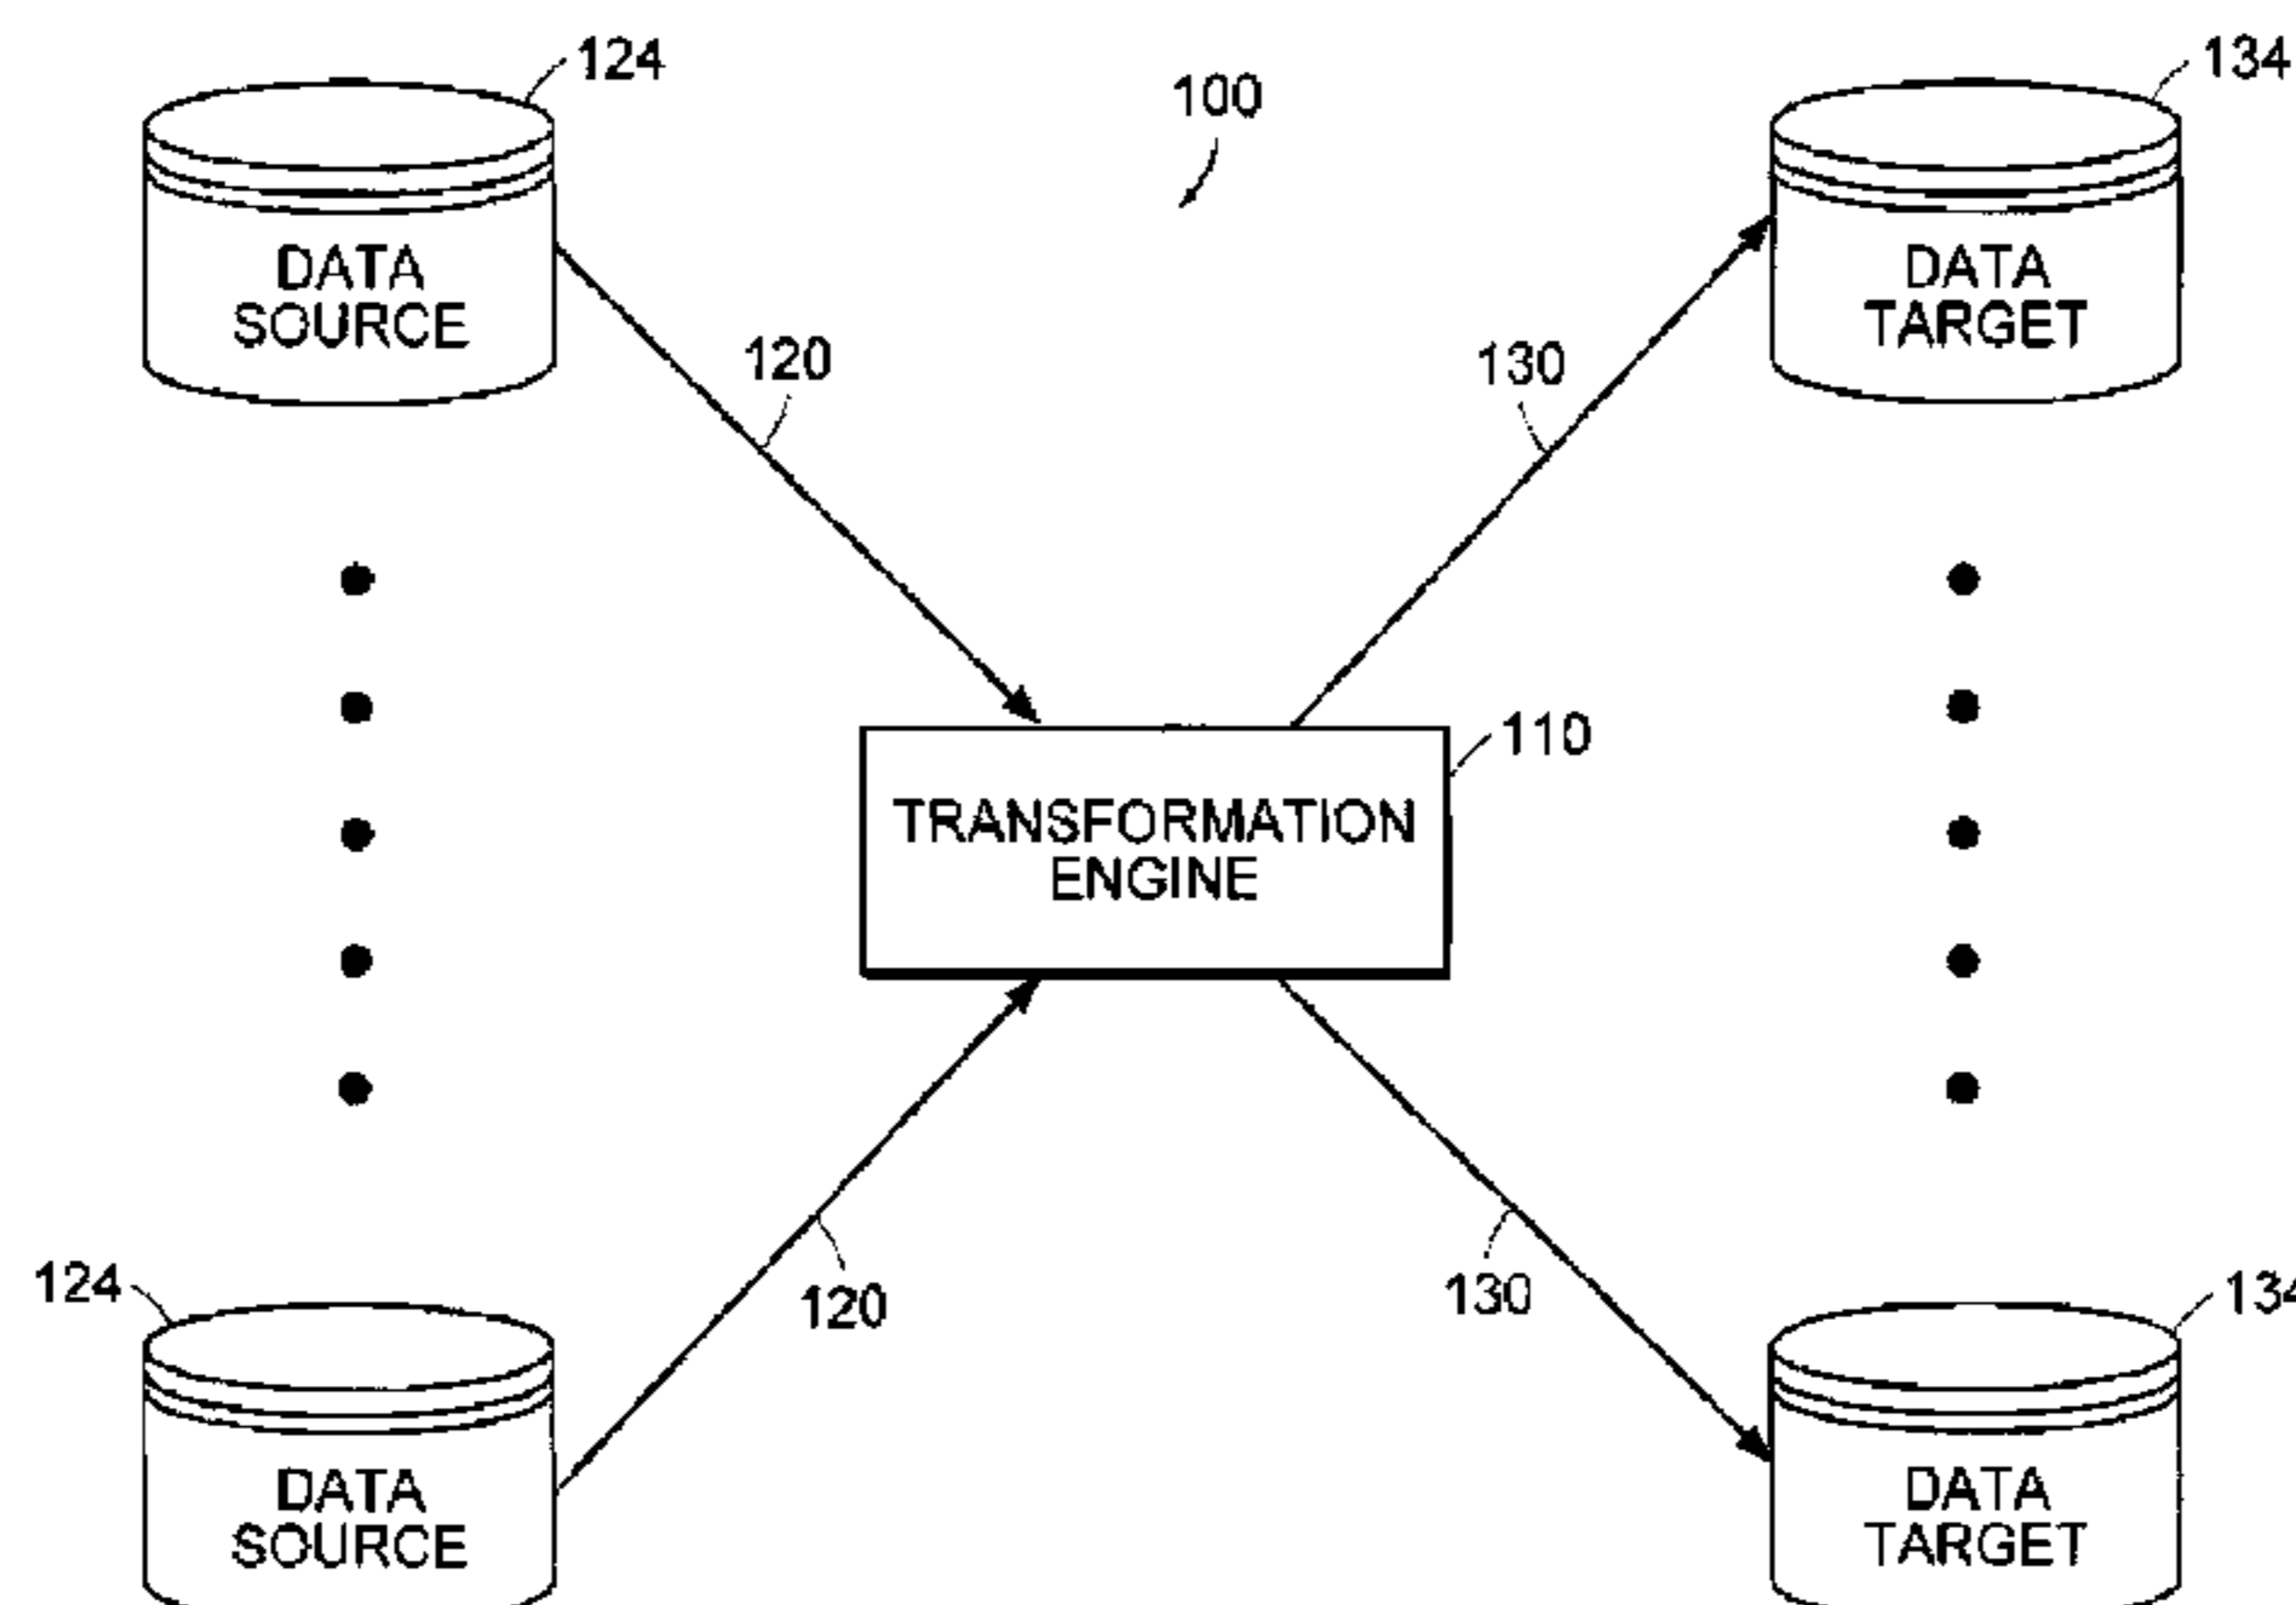 124
100
134
DATA
SOURCE
DATA
TARGET
120
130
110
TRANSFORMATION
ENGINE
124
120
130
134
DATA
SOURCE
DATA
TARGET